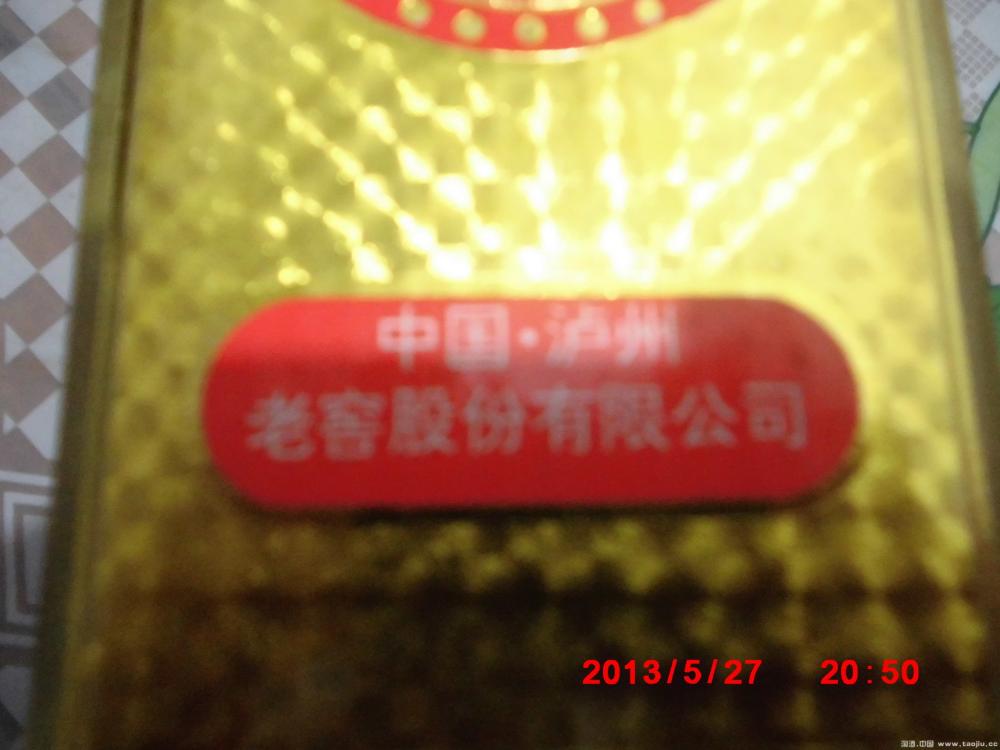 中国·泸州
老窖股份有限公司
2013/5/27 20:50
淘酒.中国 www.taojiu.cc